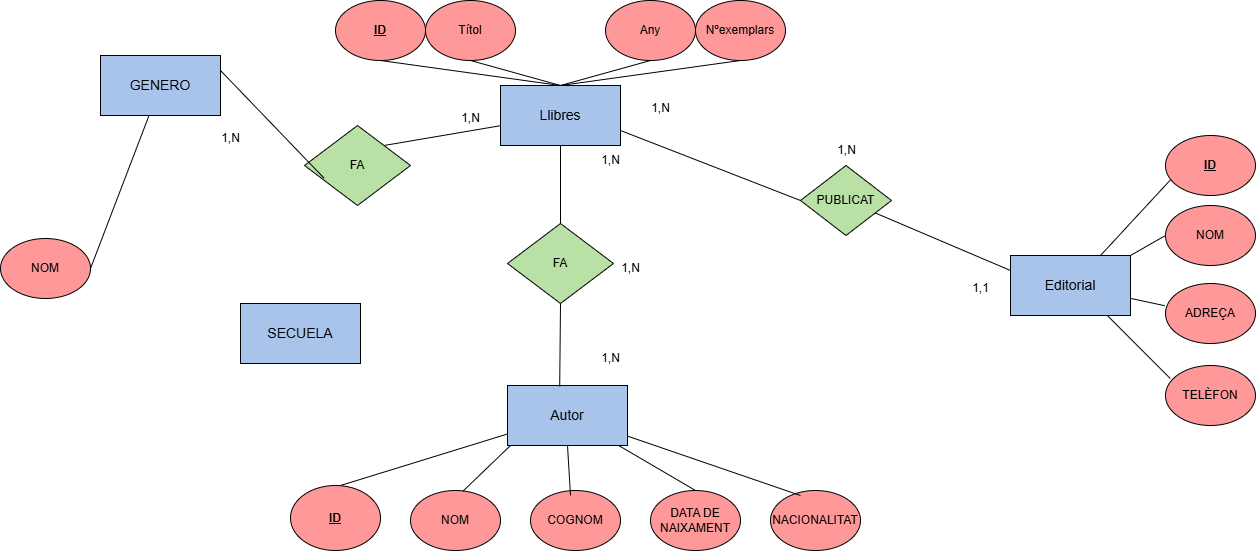 ID
Títol
Any
Nºexemplars
GENERO
Llibres
1,N
1,N
1,N
1,N
1,N
FA
PUBLICAT
ID
NOM
NOM
FA
1,N
1,1
Editorial
ADREÇA
SECUELA
1,N
TELÈFON
Autor
ID
NOM
COGNOM
DATA DE
NAIXAMENT
NACIONALITAT